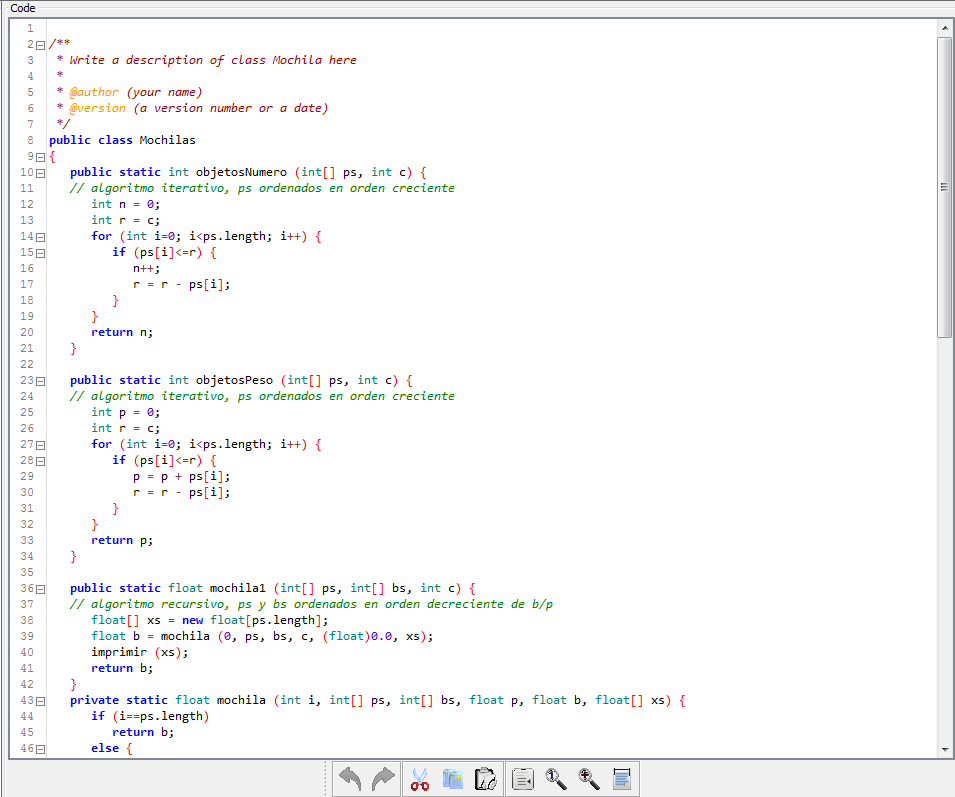 Code
1
2 /**
3  * Write a description of class Mochila here
4  *
5  * @author (your name)
6  * @version (a version number or a date)
7  */
8 public class Mochilas
9 {
10    public static int objetosNumero (int[] ps, int c) {
11    // algoritmo iterativo, ps ordenados en orden creciente
12       int n = 0;
13       int r = c;
14       for (int i=0; i<ps.length; i++) {
15          if (ps[i]<=r) {
16             n++;
17             r = r - ps[i];
18          }
19       }
20       return n;
21    }
22
23    public static int objetosPeso (int[] ps, int c) {
24    // algoritmo iterativo, ps ordenados en orden creciente
25       int p = 0;
26       int r = c;
27       for (int i=0; i<ps.length; i++) {
28          if (ps[i]<=r) {
29             p = p + ps[i];
30             r = r - ps[i];
31          }
32       }
33       return p;
34    }
35
36    public static float mochila1 (int[] ps, int[] bs, int c) {
37    // algoritmo recursivo, ps y bs ordenados en orden decreciente de b/p
38       float[] xs = new float[ps.length];
39       float b = mochila (0, ps, bs, c, (float)0.0, xs);
40       imprimir (xs);
41       return b;
42    }
43    private static float mochila (int i, int[] ps, int[] bs, float p, float b, float[] xs) {
44       if (i==ps.length)
45          return b;
46       else {